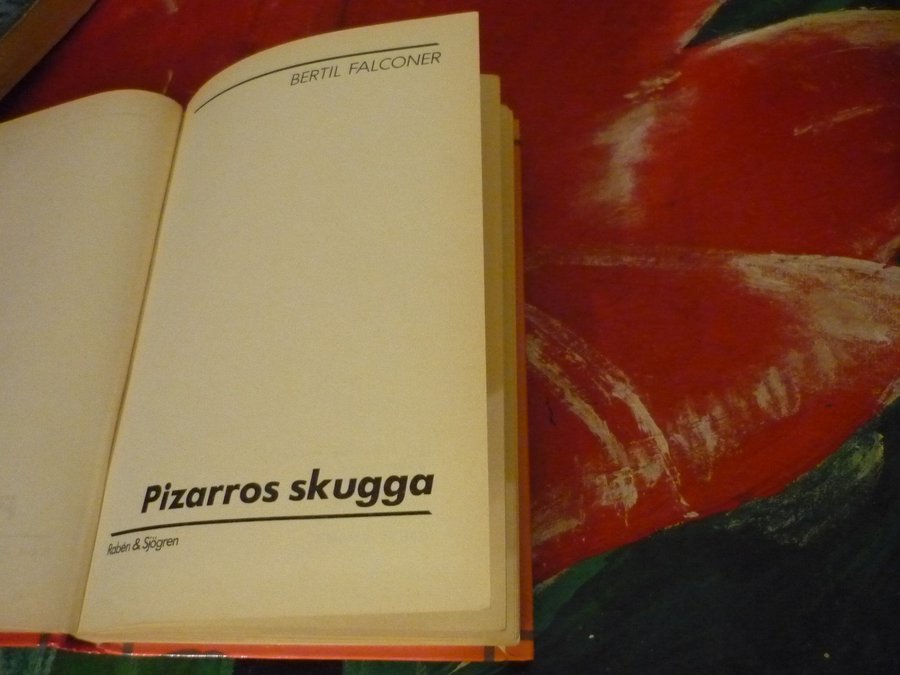 BERTIL FALCONER
Pizarros skugga
Rabén & Sjögren